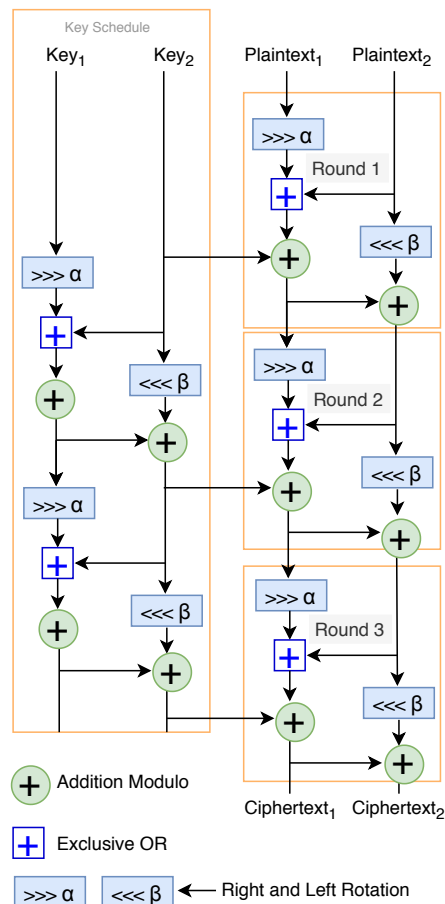 Key Schedule
Key₁ Key₂ Plaintext₁ Plaintext₂
>>> α
Round 1
+
<<< β
+
>>> α
+
+
>>> α
<<< β
Round 2
+
+
+
<<< β
+
>>> α
+
+
+
>>> α
<<< β
Round 3
+
+
+
<<< β
+
+
Ciphertext₁ Ciphertext₂
+ Addition Modulo
+ Exclusive OR
>>> α <<< β Right and Left Rotation